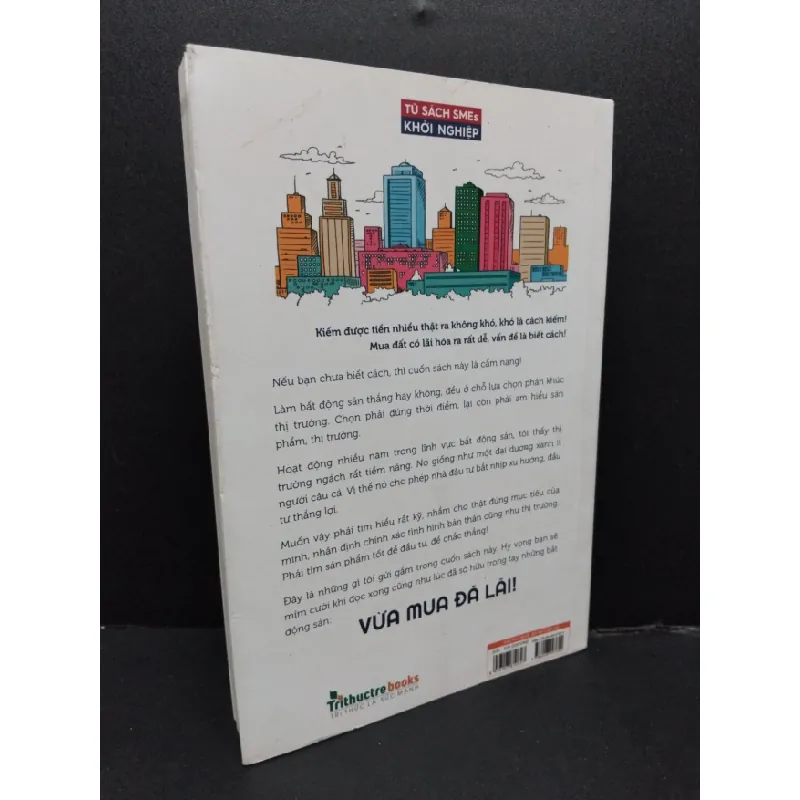 TỦ SÁCH SMEs
KHỞI NGHIỆP
Kiếm được tiền nhiều thật ra không khó, khó là cách kiếm!
Mua đất có lãi hóa ra rất dễ, vấn đề là biết cách!
Nếu bạn chưa biết cách, thì cuốn sách này là cẩm nang!
Làm bất động sản thắng hay không, đều ở chỗ lựa chọn phân khúc
thị trường. Chọn phải đúng thời điểm, lại còn phải am hiểu sản
phẩm, thị trường.
Hoạt động nhiều năm trong lĩnh vực bất động sản, tôi thấy thị
trường ngách rất tiềm năng. Nó giống như một đại dương xanh ít
người câu cá. Vì thế nó cho phép nhà đầu tư bắt nhịp xu hướng, đầu
tư thắng lợi.
Muốn vậy phải tìm hiểu rất kỹ, nhắm cho thật đúng mục tiêu của
mình, nhận định chính xác tình hình bản thân cũng như thị trường.
Phải tìm sản phẩm tốt để đầu tư, để chắc thắng!
Đây là những gì tôi gửi gắm trong cuốn sách này. Hy vọng bạn sẽ
mỉm cười khi đọc xong cũng như lúc đã sở hữu trong tay những bất
động sản:
VỪA MUA ĐÃ LÃI!
Trithuctre books
TRI THỨC LÀ SỨC MẠNH